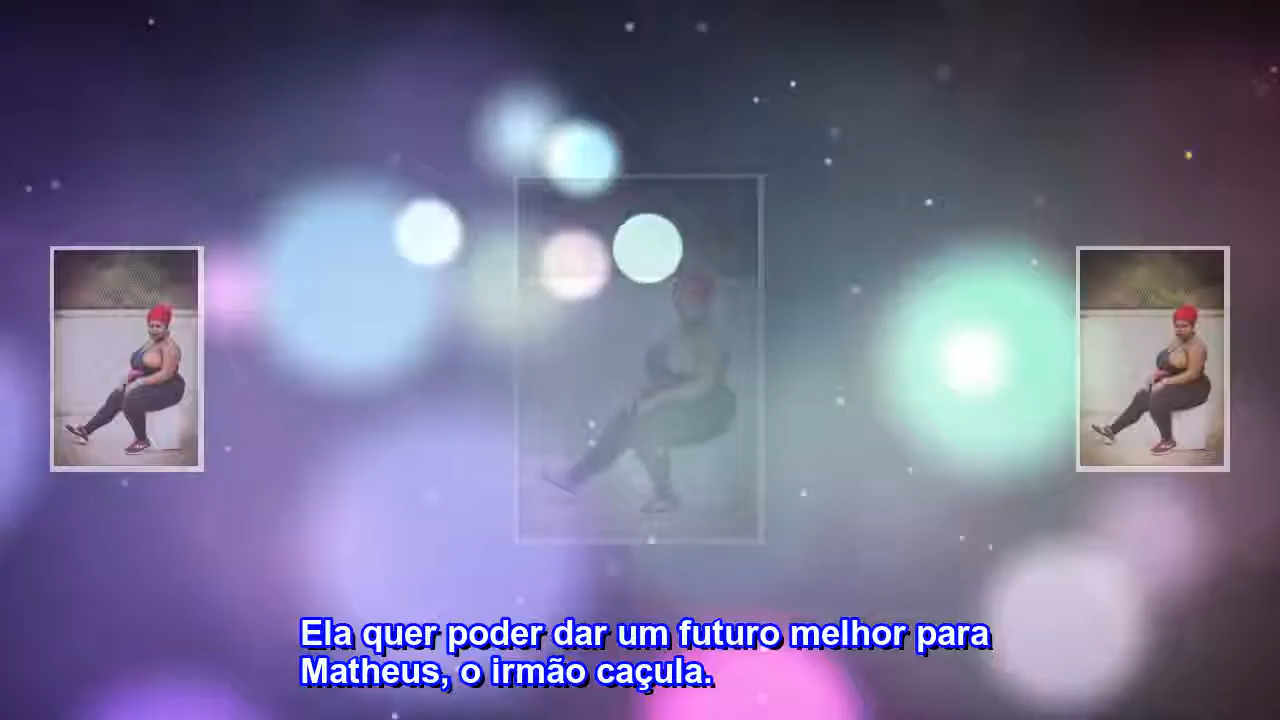 Ela quer poder dar um futuro melhor para
Matheus, o irmão caçula.